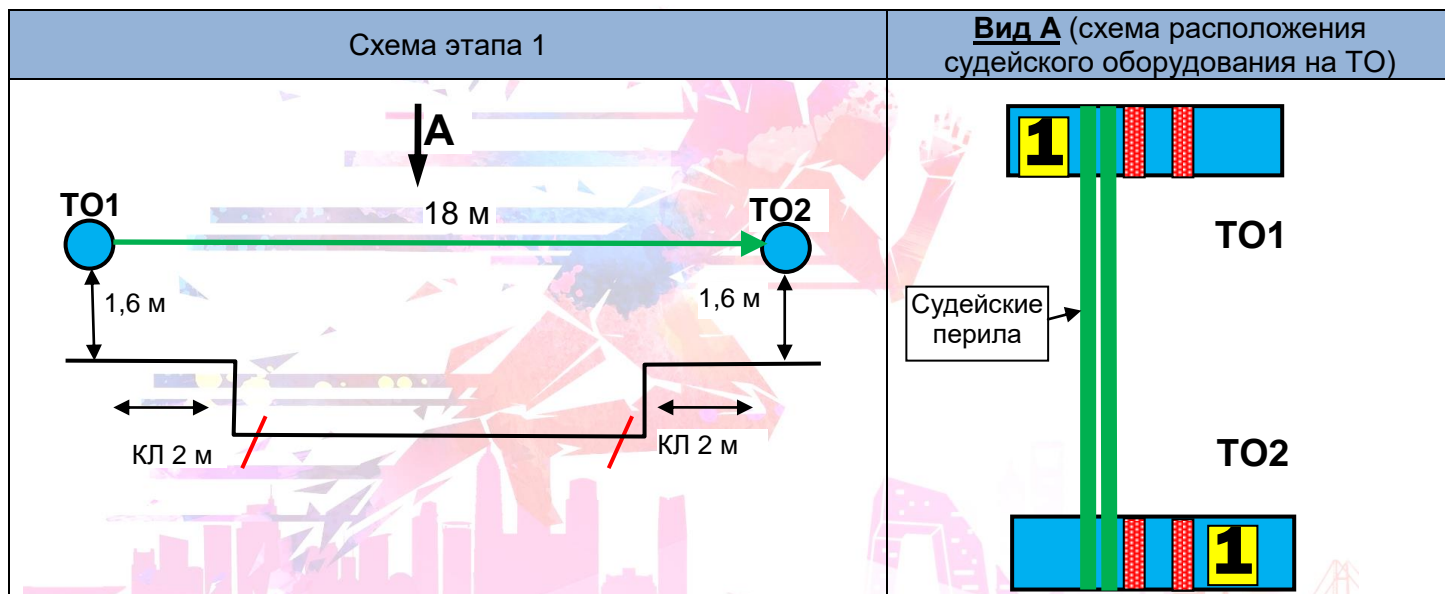 Схема этапа 1
Вид А (схема расположения
судейского оборудования на ТО)
А
ТО1
18 м
ТО2
1,6 м
1,6 м
КЛ 2 м
КЛ 2 м
1
ТО1
Судейские
перила
ТО2
1